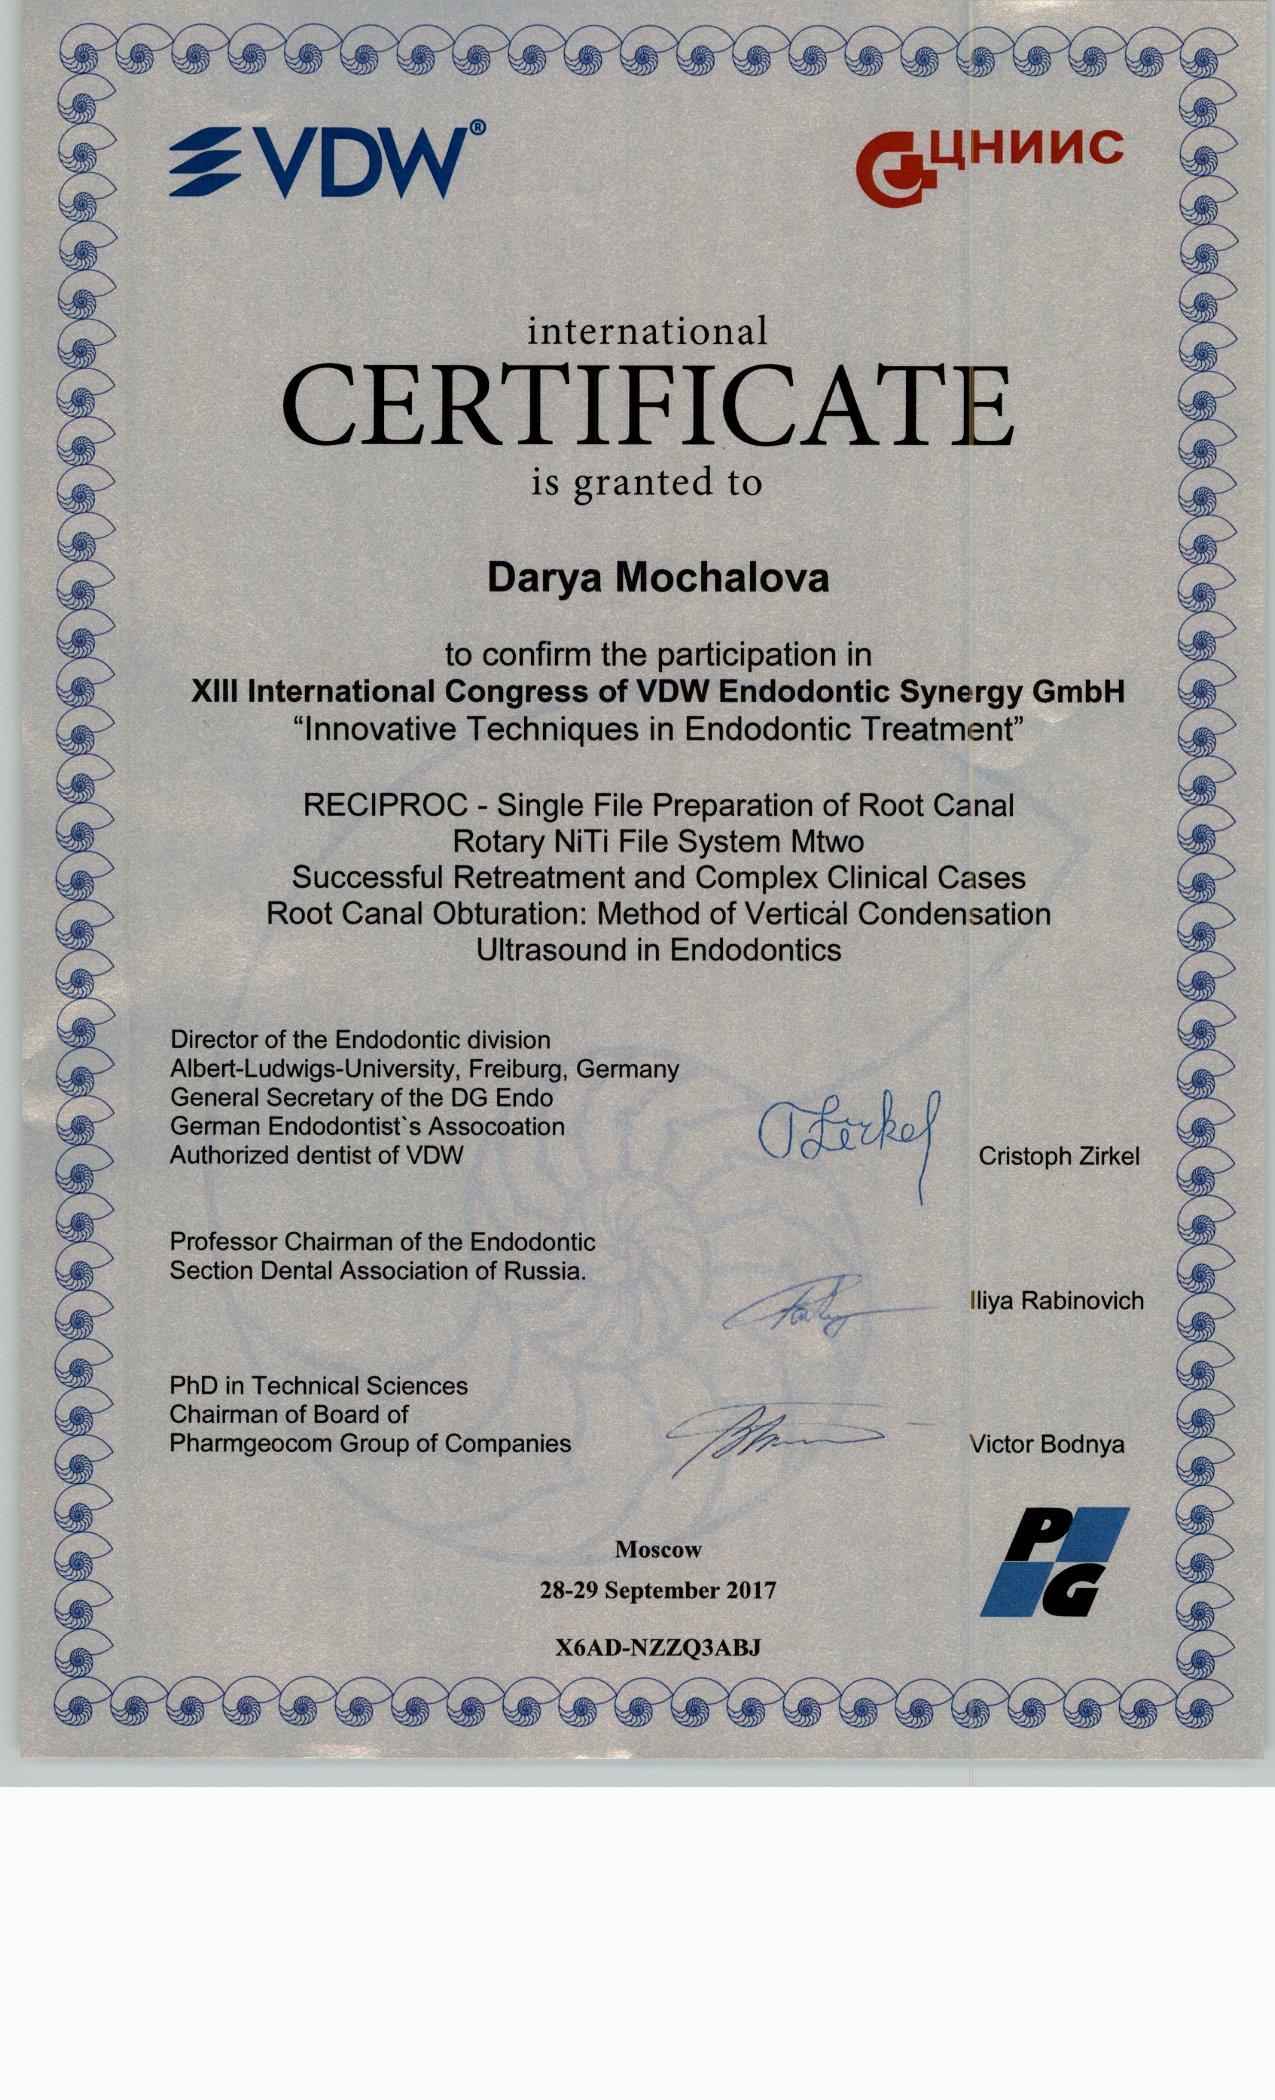 VDW®
ЦНИИС
international
CERTIFICATE
is granted to
Darya Mochalova
to confirm the participation in
XIII International Congress of VDW Endodontic Synergy GmbH
“Innovative Techniques in Endodontic Treatment”
RECIPROC - Single File Preparation of Root Canal
Rotary NiTi File System Mtwo
Successful Retreatment and Complex Clinical Cases
Root Canal Obturation: Method of Vertical Condensation
Ultrasound in Endodontics
Director of the Endodontic division
Albert-Ludwigs-University, Freiburg, Germany
General Secretary of the DG Endo
German Endodontist`s Assocoation
Authorized dentist of VDW
Cristoph Zirkel
Professor Chairman of the Endodontic
Section Dental Association of Russia.
Iliya Rabinovich
PhD in Technical Sciences
Chairman of Board of
Pharmgeocom Group of Companies
Victor Bodnya
PG
Moscow
28-29 September 2017
X6AD-NZZQ3ABJ